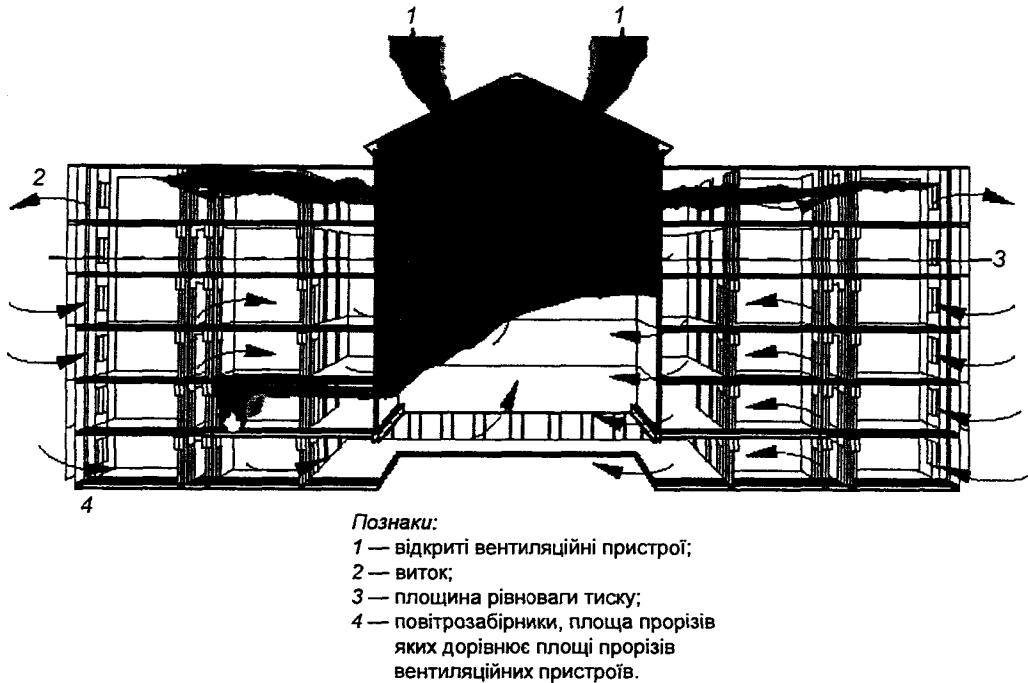 1 1
2
3
4
Познаки:
1 — відкриті вентиляційні пристрої;
2 — виток;
3 — площина рівноваги тиску;
4 — повітрозабірники, площа прорізів
яких дорівнює площі прорізів
вентиляційних пристроїв.